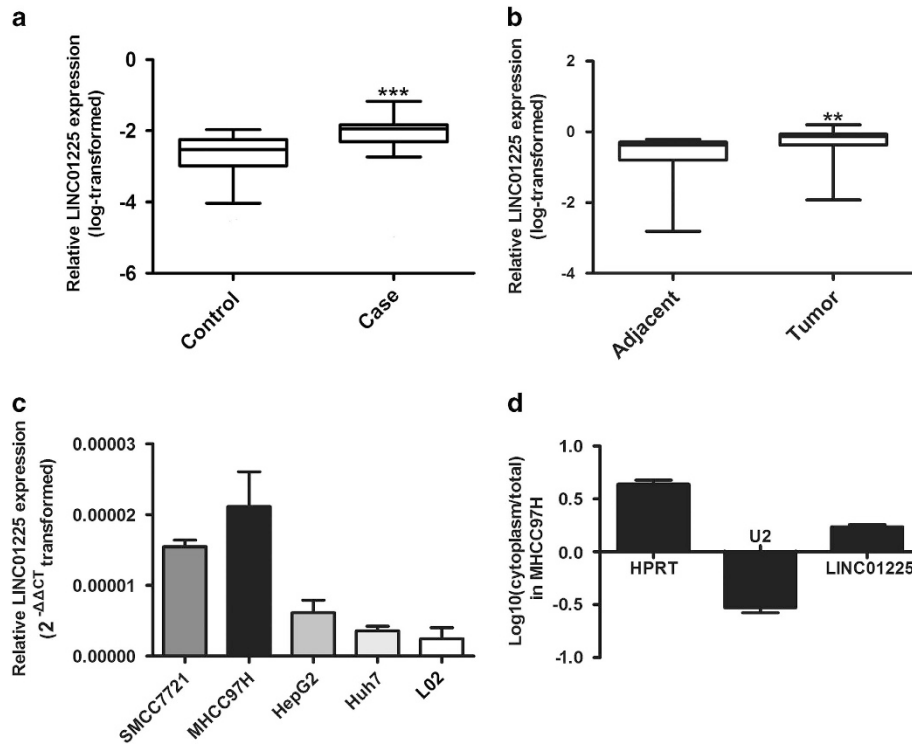 a
Relative LINC01225 expression
(log-transformed)
0
-2
-4
-6
***
Control
Case
b
Relative LINC01225 expression
(log-transformed)
2
0
-2
-4
**
Adjacent
Tumor
c
Relative LINC01225 expression
(2^-ΔΔCT transformed)
0.00003
0.00002
0.00001
0.00000
SMCC7721
MHCC97H
HepG2
Huh7
L02
d
Log10(cytoplasm/total)
in MHCC97H
1.0
0.5
0.0
-0.5
-1.0
HPRT
U2
LINC01225